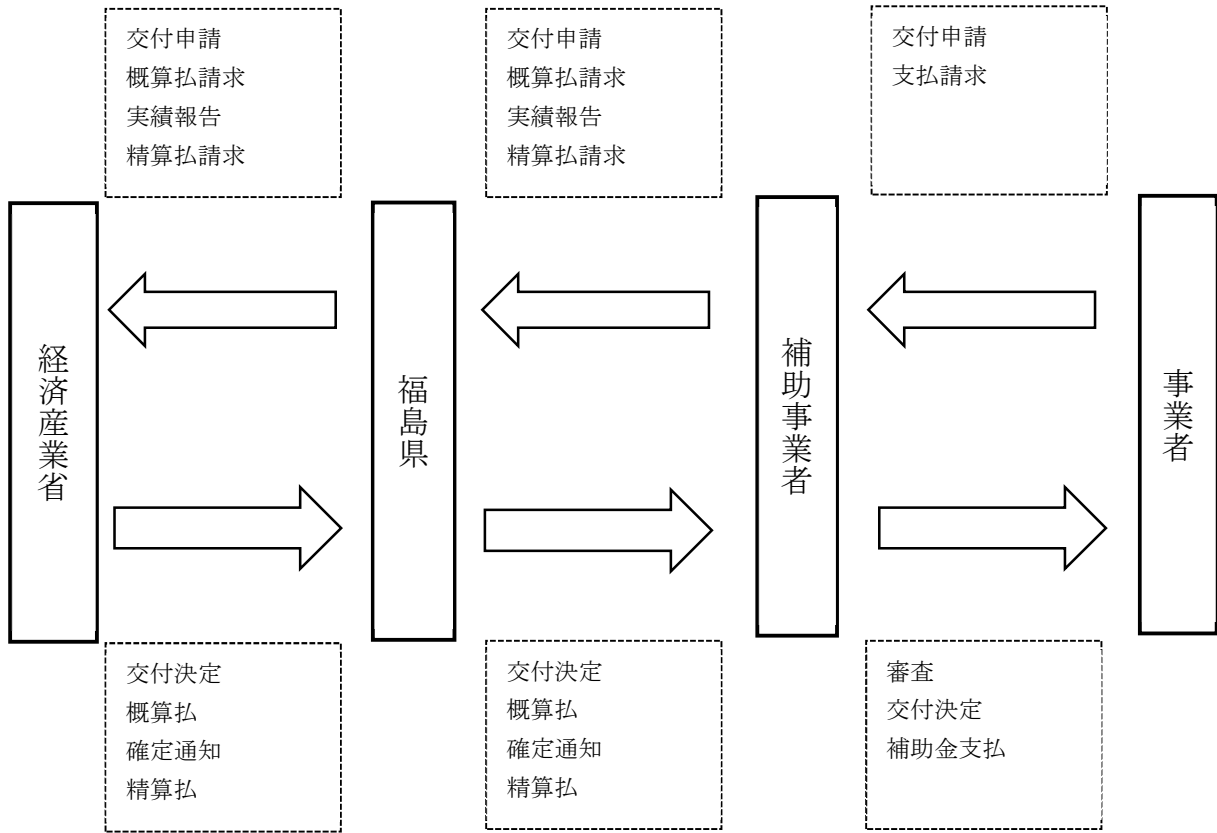 交付申請
概算払請求
実績報告
精算払請求
交付申請
概算払請求
実績報告
精算払請求
交付申請
支払請求
経済産業省
福島県
補助事業者
事業者
交付決定
概算払
確定通知
精算払
交付決定
概算払
確定通知
精算払
審査
交付決定
補助金支払